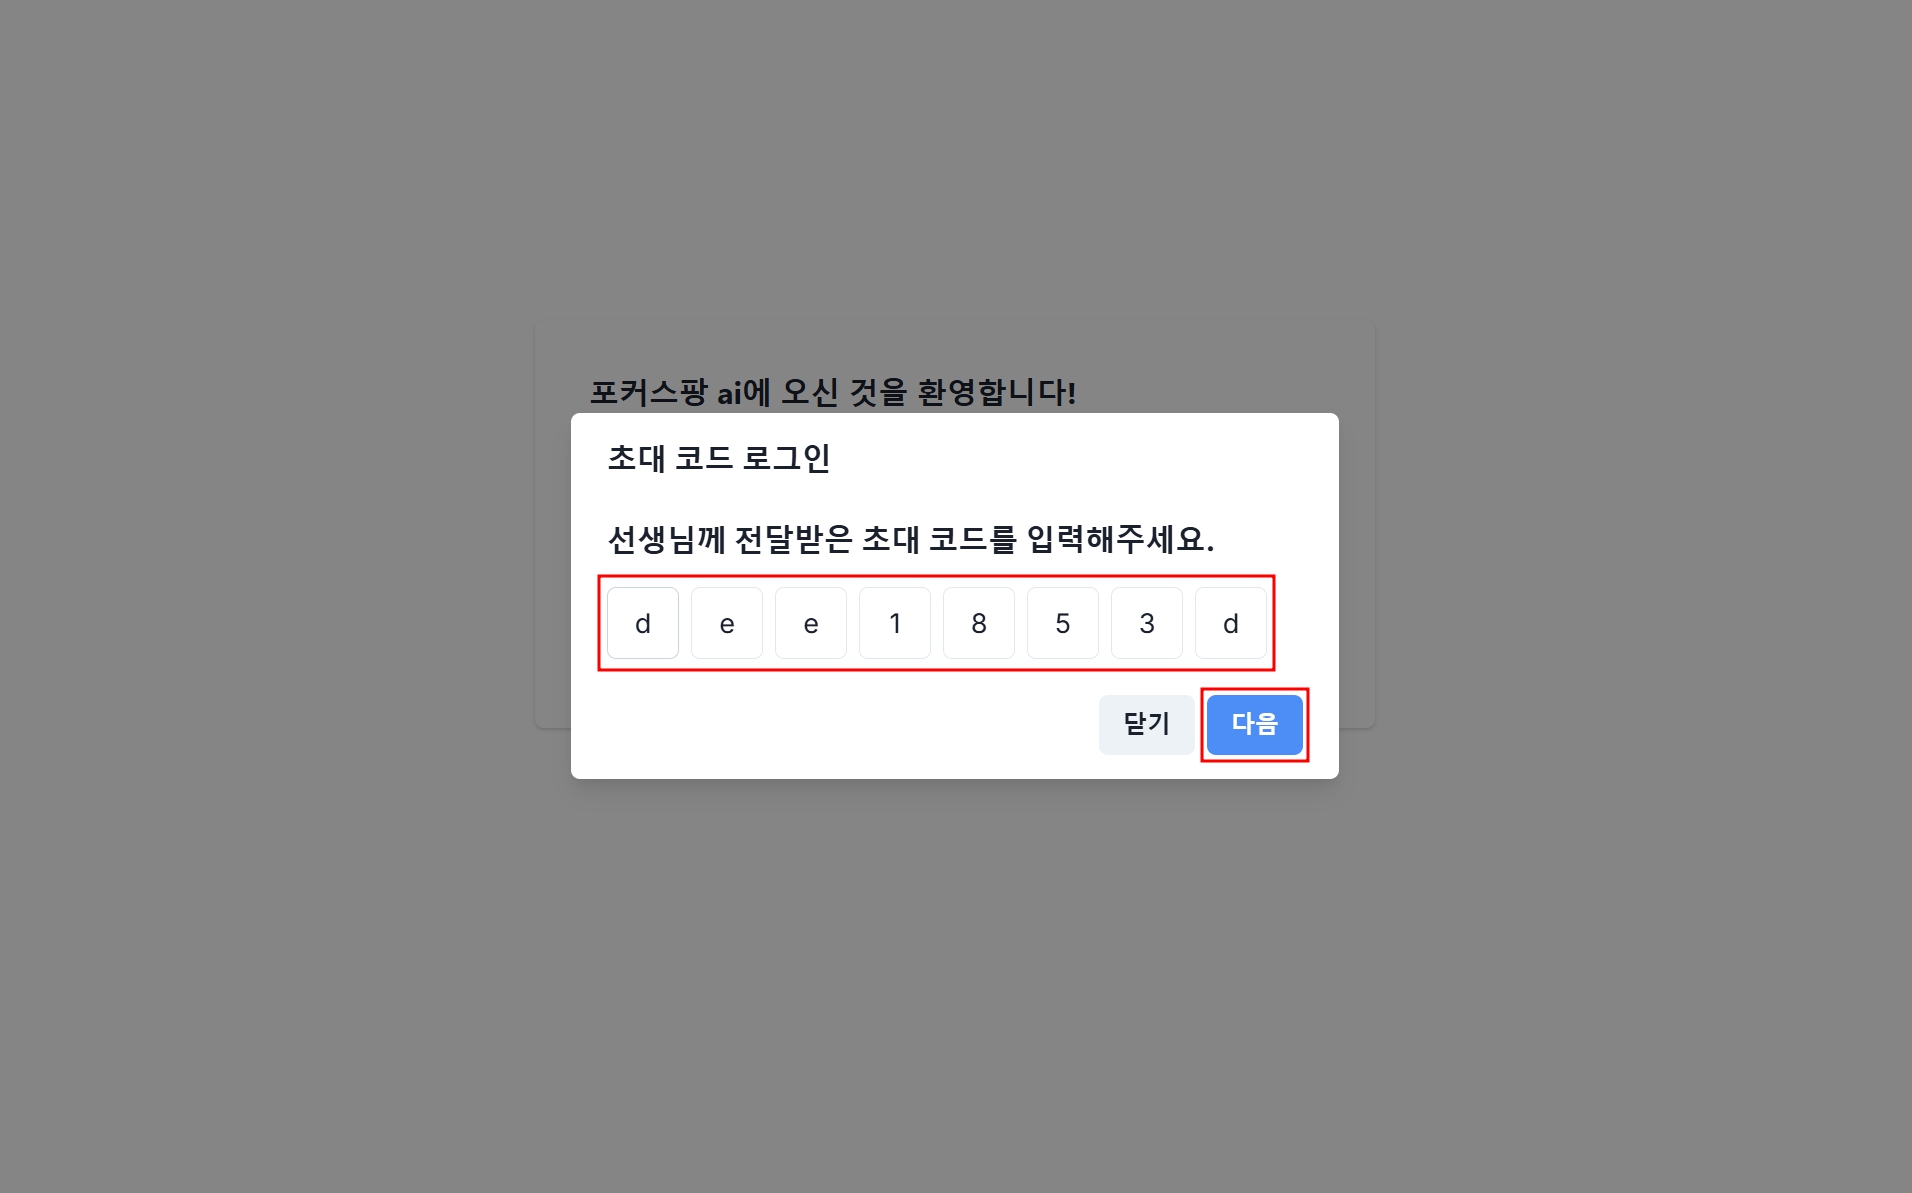 포커스팡 ai에 오신 것을 환영합니다!
초대 코드 로그인
선생님께 전달받은 초대 코드를 입력해주세요.
d e e 1 8 5 3 d
닫기 다음